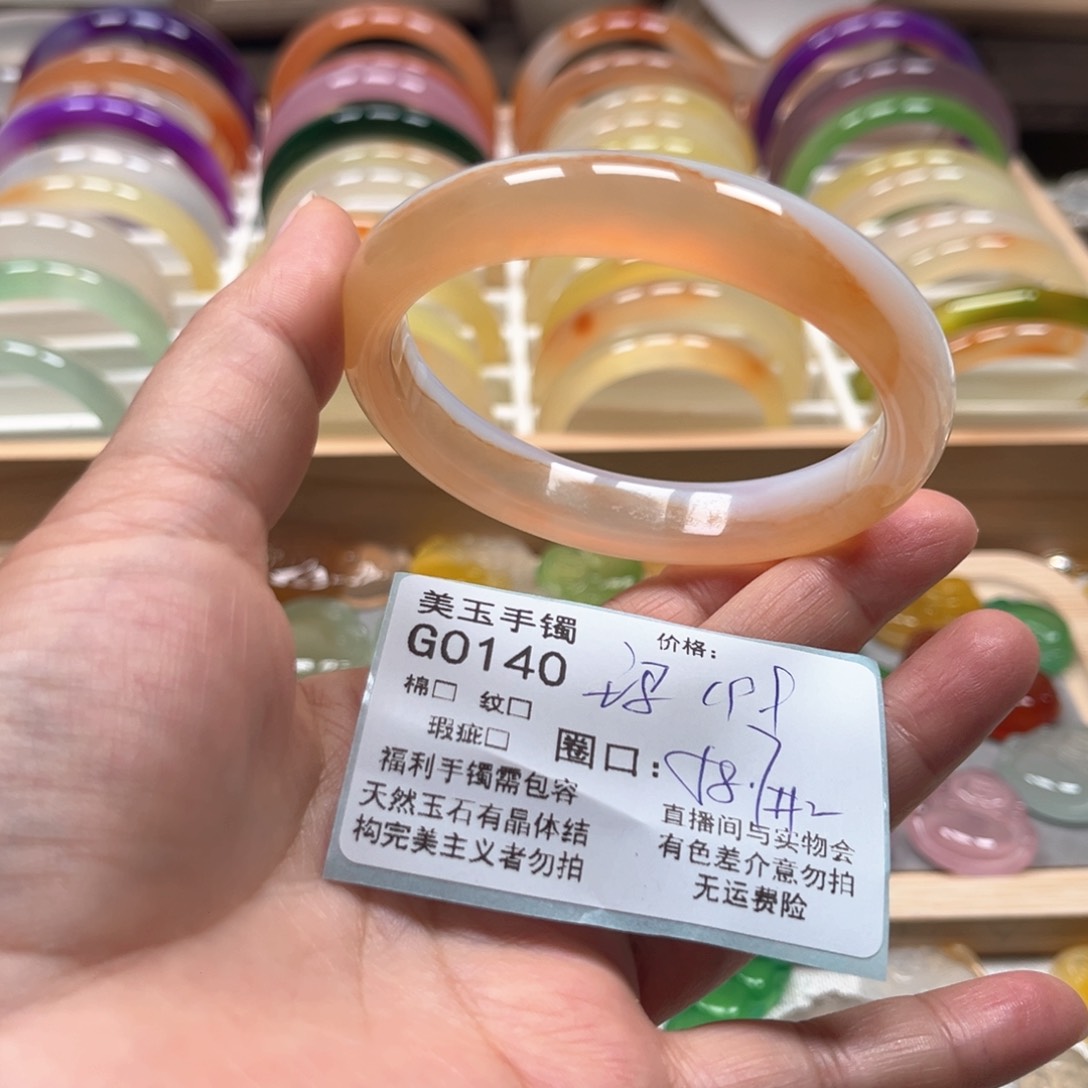 美玉手镯
G0140
价格：
棉□ 纹□
瑕疵□
圈口：
福利手镯需包容
天然玉石有晶体结
构完美主义者勿拍
直播间与实物会
有色差介意勿拍
无运费险